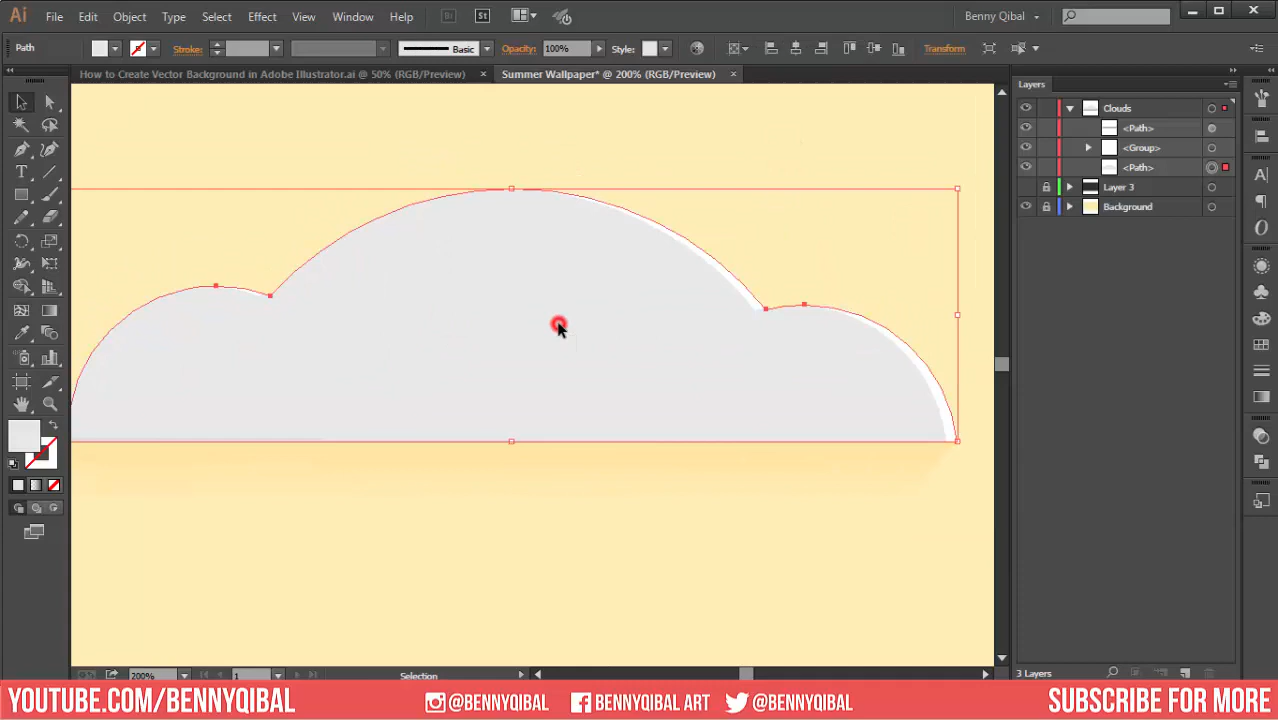 Ai File Edit Object Type Select Effect View Window Help Br St Benny Qibal
Path Stroke: Basic Opacity: 100% Style: Transform
How to Create Vector Background in Adobe Illustrator.ai @ 50% (RGB/Preview) × Summer Wallpaper* @ 200% (RGB/Preview) ×
Layers
Clouds
<Path>
<Group>
<Path>
Layer 3
Background
200% 1 Selection
3 Layers
YOUTUBE.COM/BENNYQIBAL @BENNYQIBAL BENNYQIBAL ART @BENNYQIBAL SUBSCRIBE FOR MORE